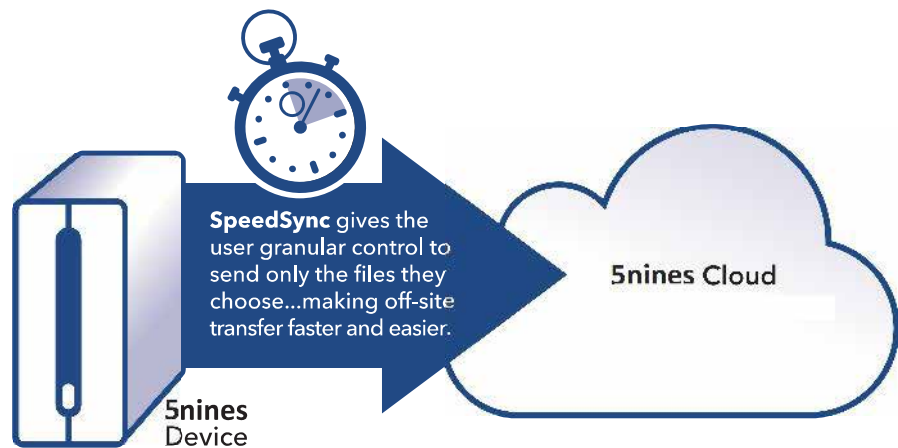 SpeedSync gives the
user granular control to
send only the files they
choose...making off-site
transfer faster and easier.
5nines Cloud
5nines
Device